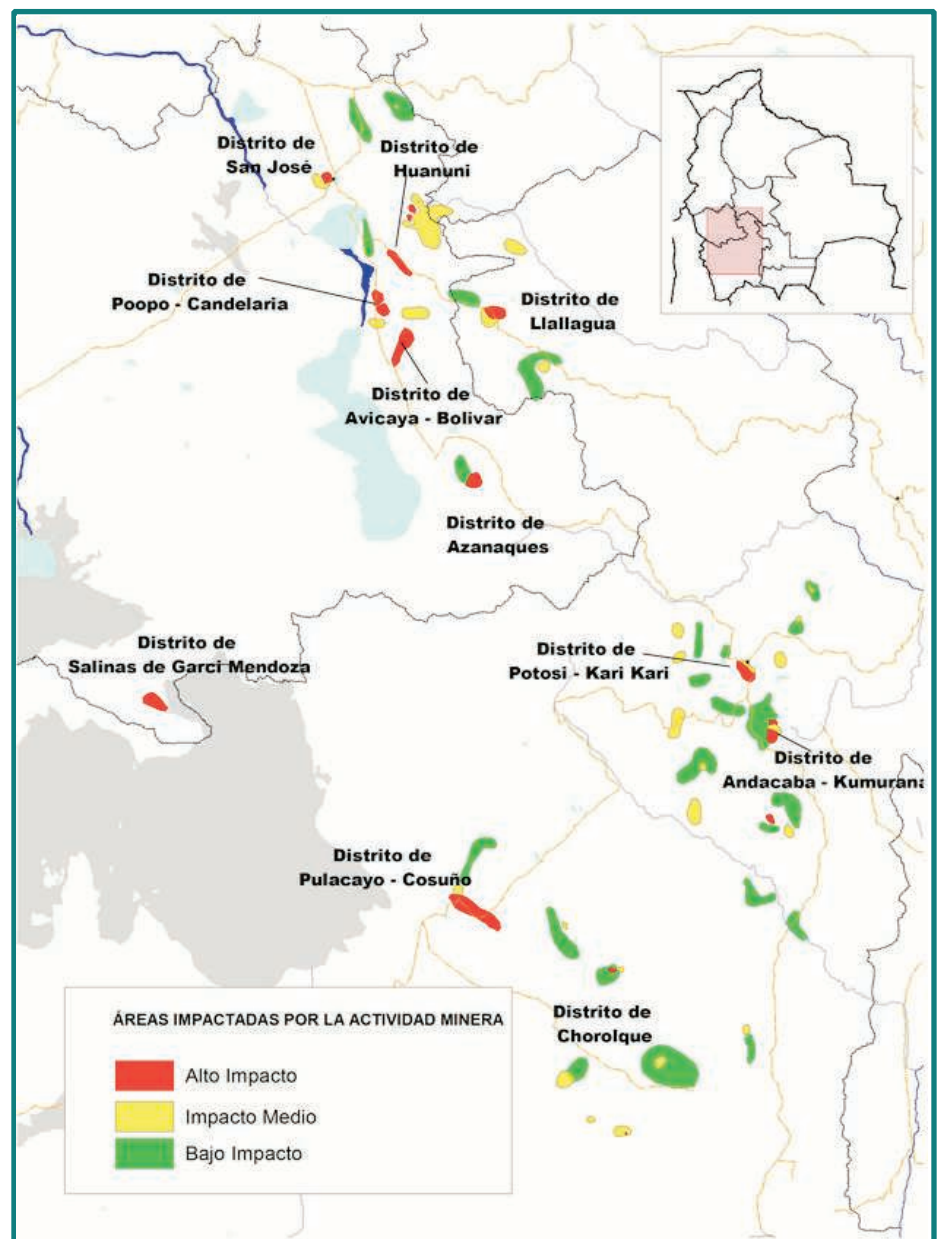 Distrito de
San José
Distrito de
Huanuni
Distrito de
Poopo - Candelaria
Distrito de
Llallagua
Distrito de
Avicaya - Bolivar
Distrito de
Azanaques
Distrito de
Salinas de Garci Mendoza
Distrito de
Potosi - Kari Kari
Distrito de
Andacaba - Kumurana
Distrito de
Pulacayo - Cosuño
Distrito de
Chorolque
ÁREAS IMPACTADAS POR LA ACTIVIDAD MINERA
Alto Impacto
Impacto Medio
Bajo Impacto